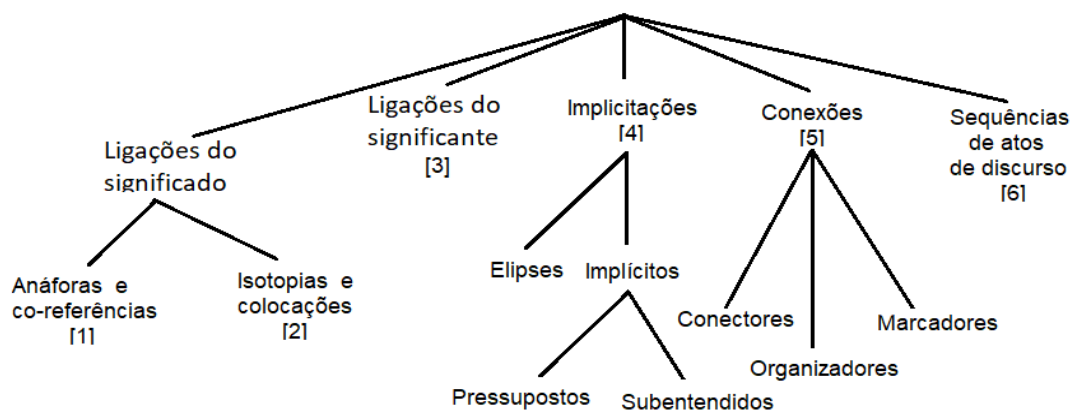 Ligações do
significado
Anáforas e
co-referências
[1]
Isotopias e
colocações
[2]
Ligações do
significante
[3]
Implicitações
[4]
Elipses
Implícitos
Pressupostos
Subentendidos
Conexões
[5]
Conectores
Organizadores
Marcadores
Sequências
de atos
de discurso
[6]